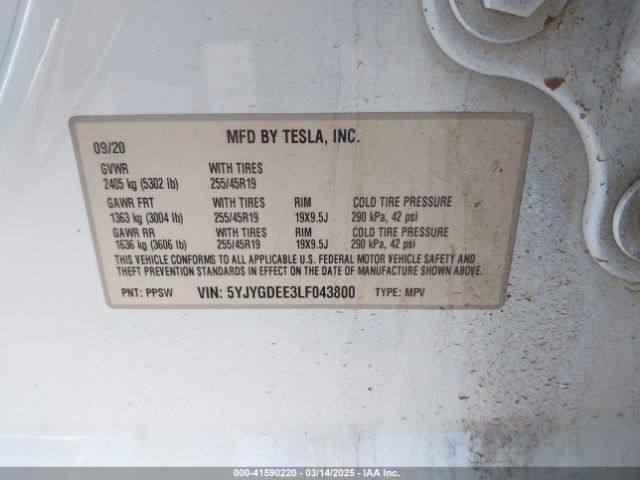 MFD BY TESLA, INC.
09/20
GVWR WITH TIRES
2405 kg (5302 lb) 255/45R19
GAWR FRT WITH TIRES RIM COLD TIRE PRESSURE
1363 kg (3004 lb) 255/45R19 19X9.5J 290 kPa, 42 psi
GAWR RR WITH TIRES RIM COLD TIRE PRESSURE
1636 kg (3606 lb) 255/45R19 19X9.5J 290 kPa, 42 psi
THIS VEHICLE CONFORMS TO ALL APPLICABLE U.S. FEDERAL MOTOR VEHICLE SAFETY AND
THEFT PREVENTION STANDARDS IN EFFECT ON THE DATE OF MANUFACTURE SHOWN ABOVE.
PNT: PPSW VIN: 5YJYGDEE3LF043800 TYPE: MPV
000-41590220 - 03/14/2025 - IAA Inc.